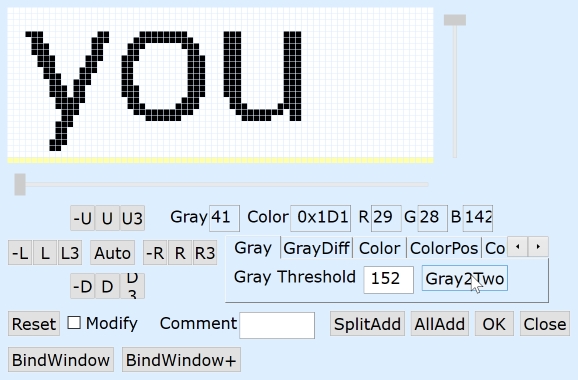 you
-U U U3 Gray 41 Color 0x1D1 R 29 G 28 B 142
-L L L3 Auto -R R R3 Gray GrayDiff Color ColorPos Co
-D D D3 Gray Threshold 152 Gray2Two
Reset Modify Comment SplitAdd AllAdd OK Close
BindWindow BindWindow+